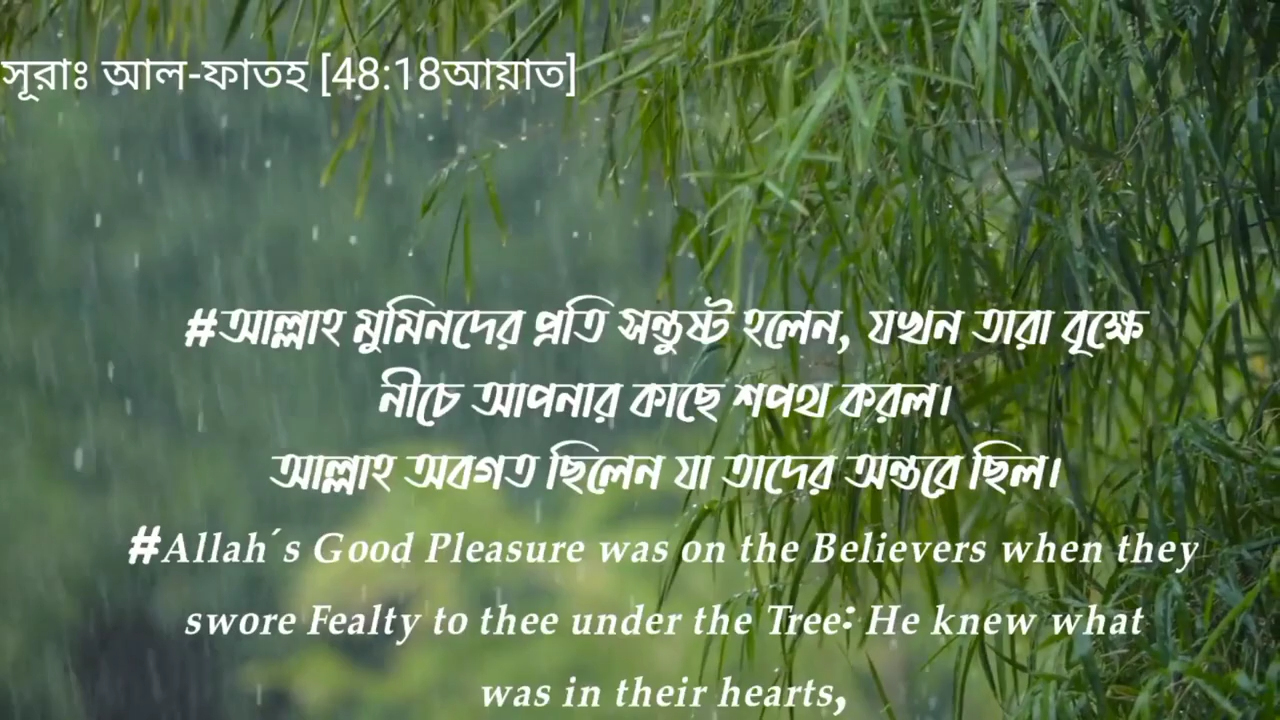 সূরাঃ আল-ফাতহ [48:18আয়াত]
#আল্লাহ মুমিনদের প্রতি সন্তুষ্ট হলেন, যখন তারা বৃক্ষে
নীচে আপনার কাছে শপথ করল।
আল্লাহ অবগত ছিলেন যা তাদের অন্তরে ছিল।
#Allah´s Good Pleasure was on the Believers when they
swore Fealty to thee under the Tree: He knew what
was in their hearts,